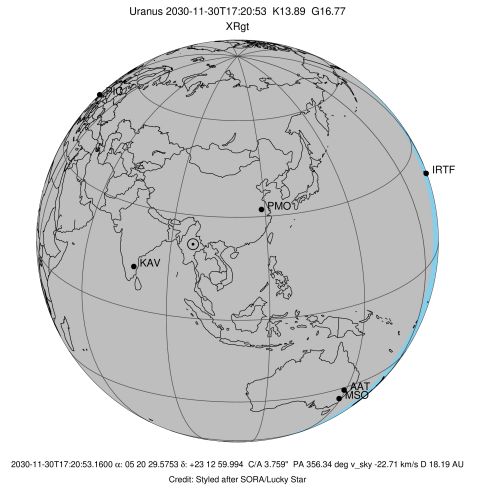 Uranus 2030-11-30T17:20:53  K13.89  G16.77
XRgt
PIC
IRTF
PMO
KAV
AAT
MSO
2030-11-30T17:20:53.1600 α: 05 20 29.5753 δ: +23 12 59.994  C/A 3.759"  PA 356.34 deg v_sky -22.71 km/s D 18.19 AU
Credit: Styled after SORA/Lucky Star